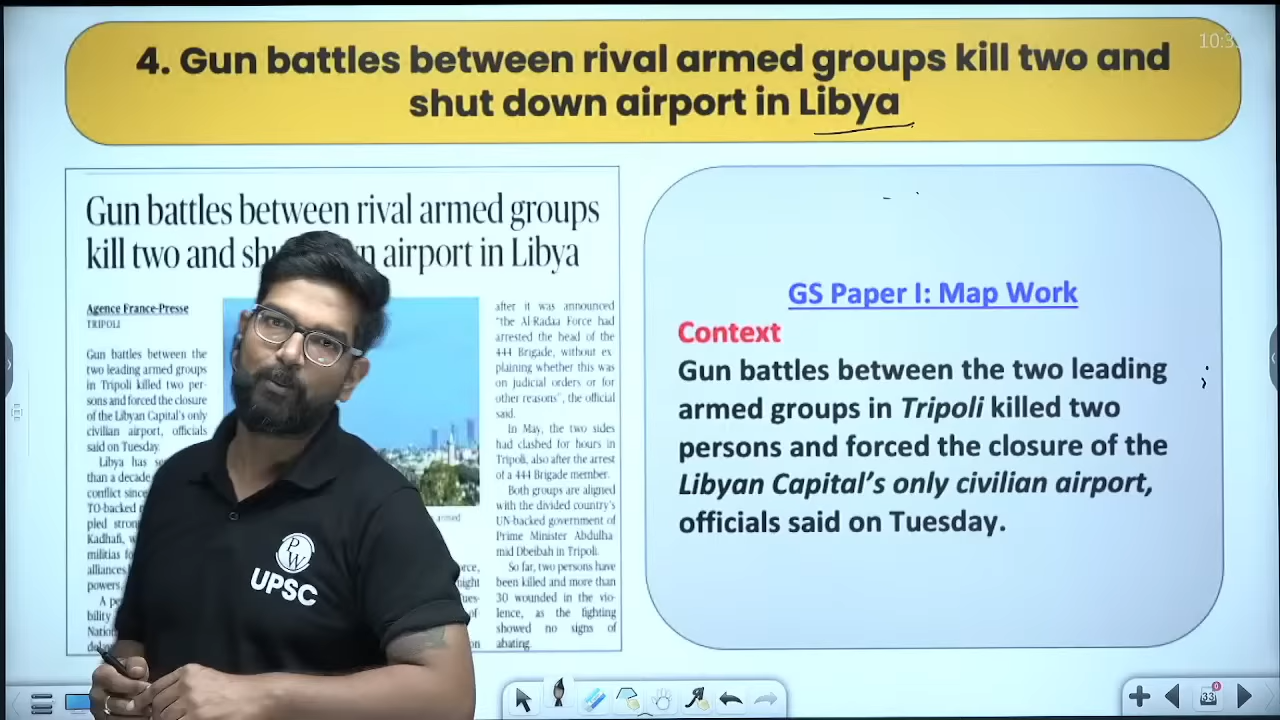 4. Gun battles between rival armed groups kill two and
shut down airport in Libya
Gun battles between rival armed groups
kill two and airport in Libya
Agence France-Presse
TRIPOLI
Gun battles between the
two leading armed groups
in Tripoli killed two per-
sons and forced the closure
of the Libyan Capital's only
civilian airport, officials
said on Tuesday.
Libya has
than a decade
conflict since
TO-backed
pied
Kadhafi,
militias
alliances
powers,
bility
armed
after it was announced
"the Al-Radaa Force had
arrested the head of the
444 Brigade, without ex
plaining whether this was
on judicial orders or for
other reasons", the official
said.
In May, the two sides
had clashed for hours in
Tripoli, also after the arrest
of a 444 Brigade member.
Both groups are aligned
with the divided country's
UN-backed government of
Prime Minister Abdulha
mid Dbeibah in Tripoli.
So far, two persons have
been killed and more than
30 wounded in the vio-
lence, as the fighting
showed no signs of
abating.
GS Paper I: Map Work
Context
Gun battles between the two leading
armed groups in Tripoli killed two
persons and forced the closure of the
Libyan Capital's only civilian airport,
officials said on Tuesday.
PW
UPSC
33